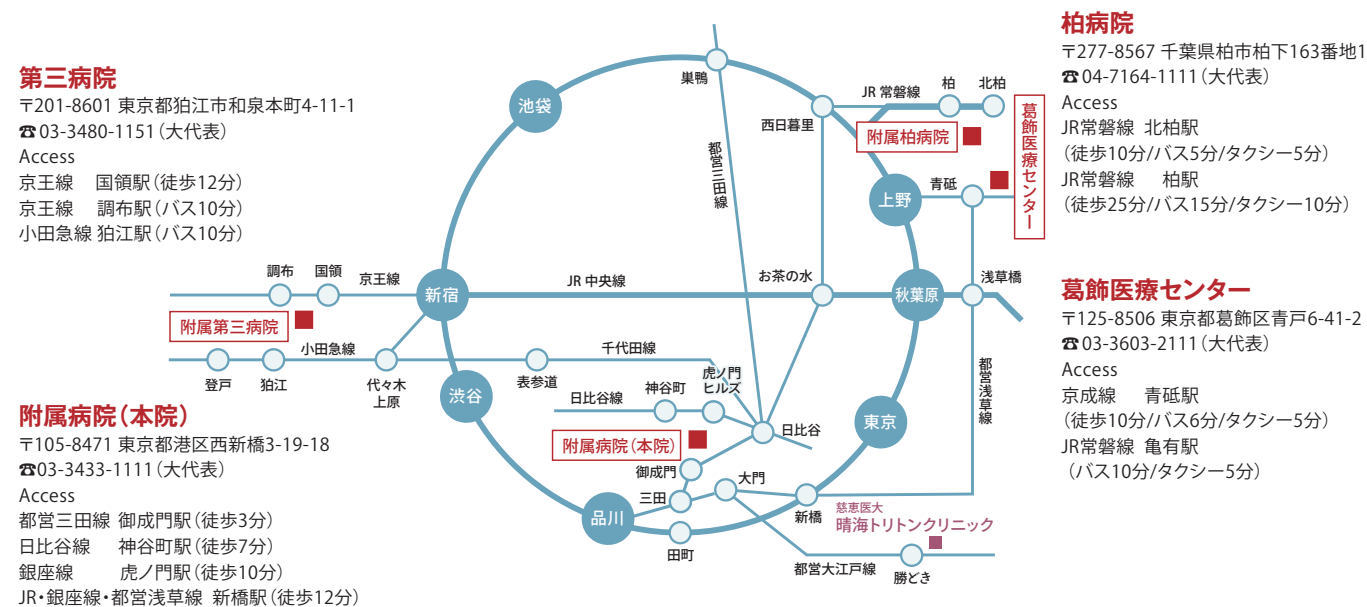 第三病院
〒201-8601 東京都狛江市和泉本町4-11-1
☎03-3480-1151（大代表）
Access
京王線 国領駅（徒歩12分）
京王線 調布駅（バス10分）
小田急線 狛江駅（バス10分）
附属病院（本院）
〒105-8471 東京都港区西新橋3-19-18
☎03-3433-1111（大代表）
Access
都営三田線 御成門駅（徒歩3分）
日比谷線 神谷町駅（徒歩7分）
銀座線 虎ノ門駅（徒歩10分）
JR・銀座線・都営浅草線 新橋駅（徒歩12分）
巣鴨
池袋
西日暮里
JR 常磐線
柏
北柏
附属柏病院
葛飾医療センター
都営三田線
上野
青砥
調布
国領
京王線
新宿
JR 中央線
お茶の水
秋葉原
浅草橋
附属第三病院
小田急線
登戸
狛江
代々木
上原
千代田線
表参道
渋谷
日比谷線
神谷町
虎ノ門
ヒルズ
日比谷
東京
都営浅草線
附属病院（本院）
御成門
三田
大門
品川
田町
新橋
慈恵医大
晴海トリトンクリニック
都営大江戸線
勝どき
柏病院
〒277-8567 千葉県柏市柏下163番地1
☎04-7164-1111（大代表）
Access
JR常磐線 北柏駅
（徒歩10分/バス5分/タクシー5分）
JR常磐線 柏駅
（徒歩25分/バス15分/タクシー10分）
葛飾医療センター
〒125-8506 東京都葛飾区青戸6-41-2
☎03-3603-2111（大代表）
Access
京成線 青砥駅
（徒歩10分/バス6分/タクシー5分）
JR常磐線 亀有駅
（バス10分/タクシー5分）